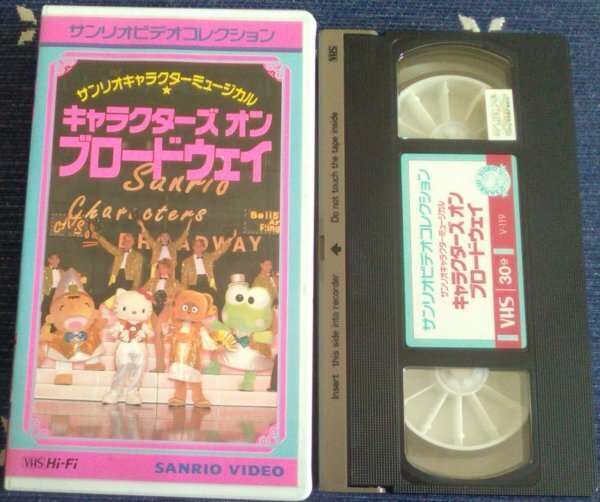 サンリオビデオコレクション
サンリオキャラクターミュージカル
キャラクターズ オン
ブロードウェイ
Sanrio
Characters
BROADWAY
VHS Hi-Fi
SANRIO VIDEO
VHS
Do not touch the tape inside
Insert this side into recorder
サンリオビデオコレクション
サンリオキャラクターミュージカル
キャラクターズ オン
ブロードウェイ
VHS 30分
V-119